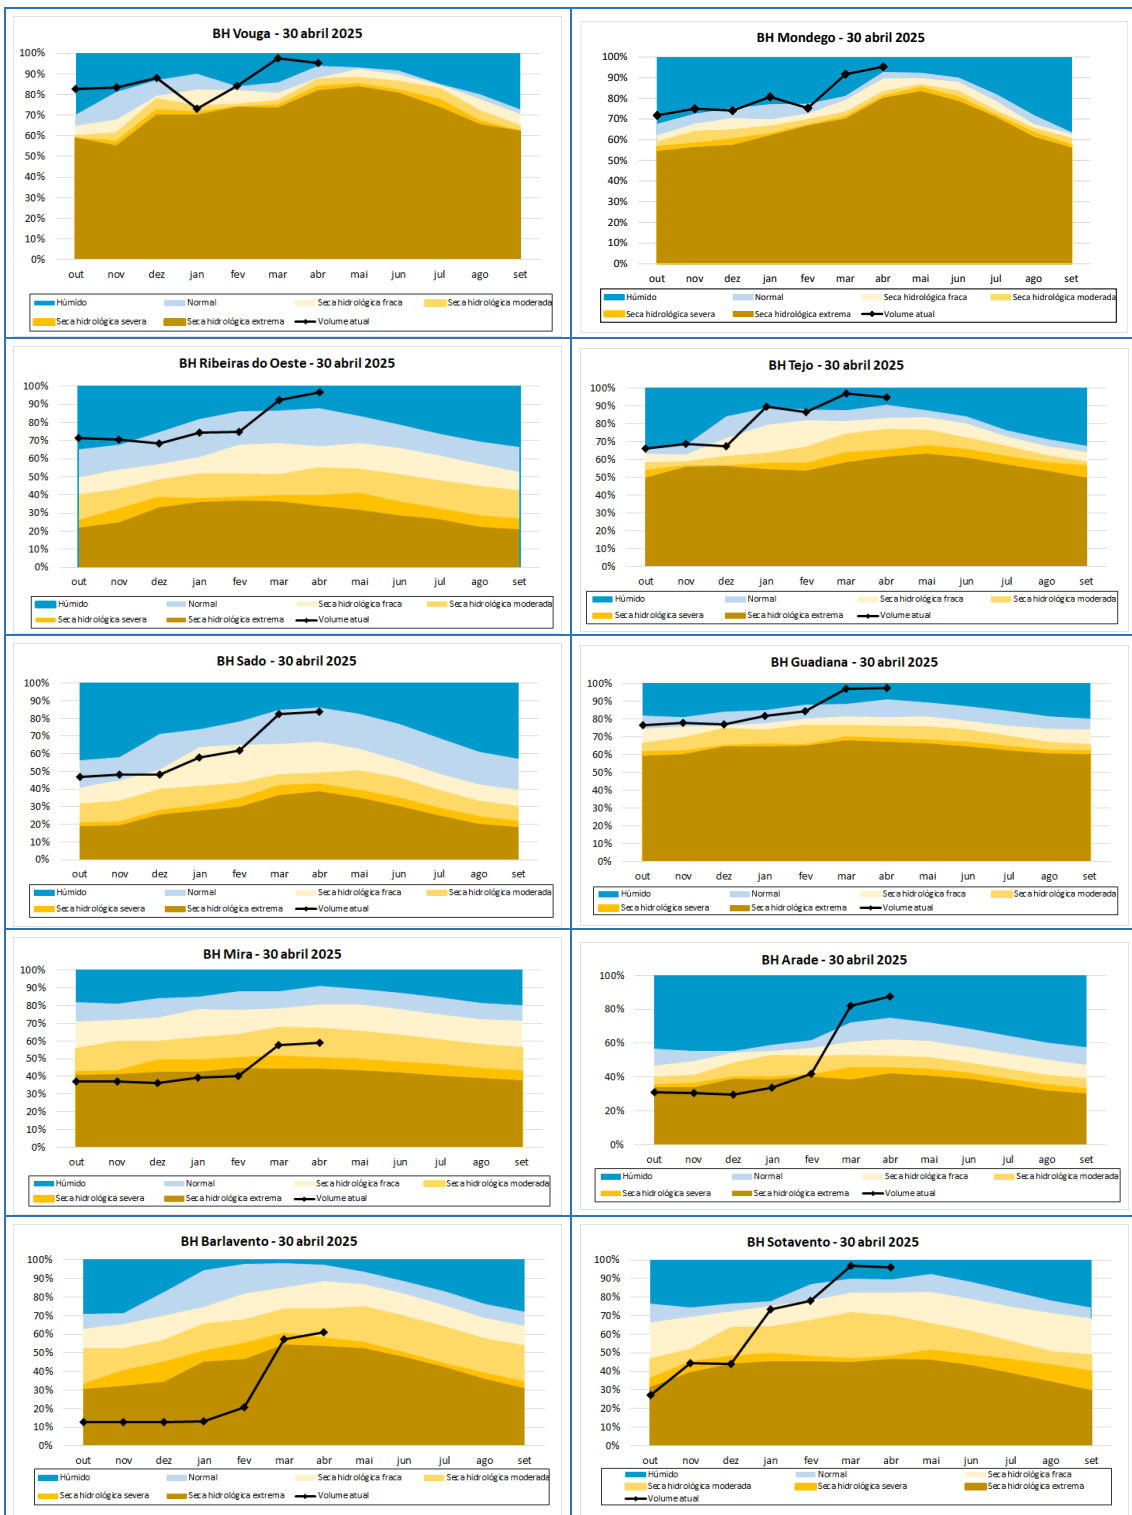 BH Vouga - 30 abril 2025
100%
90%
80%
70%
60%
50%
40%
30%
20%
10%
0%
out nov dez jan fev mar abr mai jun jul ago set
Húmido Normal Seca hidrológica fraca Seca hidrológica moderada
Seca hidrológica severa Seca hidrológica extrema Volume atual
BH Mondego - 30 abril 2025
100%
90%
80%
70%
60%
50%
40%
30%
20%
10%
0%
out nov dez jan fev mar abr mai jun jul ago set
Húmido Normal Seca hidrológica fraca Seca hidrológica moderada
Seca hidrológica severa Seca hidrológica extrema Volume atual
BH Ribeiras do Oeste - 30 abril 2025
100%
90%
80%
70%
60%
50%
40%
30%
20%
10%
0%
out nov dez jan fev mar abr mai jun jul ago set
Húmido Normal Seca hidrológica fraca Seca hidrológica moderada
Seca hidrológica severa Seca hidrológica extrema Volume atual
BH Tejo - 30 abril 2025
100%
90%
80%
70%
60%
50%
40%
30%
20%
10%
0%
out nov dez jan fev mar abr mai jun jul ago set
Húmido Normal Seca hidrológica fraca Seca hidrológica moderada
Seca hidrológica severa Seca hidrológica extrema Volume atual
BH Sado - 30 abril 2025
100%
90%
80%
70%
60%
50%
40%
30%
20%
10%
0%
out nov dez jan fev mar abr mai jun jul ago set
Húmido Normal Seca hidrológica fraca Seca hidrológica moderada
Seca hidrológica severa Seca hidrológica extrema Volume atual
BH Guadiana - 30 abril 2025
100%
90%
80%
70%
60%
50%
40%
30%
20%
10%
0%
out nov dez jan fev mar abr mai jun jul ago set
Húmido Normal Seca hidrológica fraca Seca hidrológica moderada
Seca hidrológica severa Seca hidrológica extrema Volume atual
BH Mira - 30 abril 2025
100%
90%
80%
70%
60%
50%
40%
30%
20%
10%
0%
out nov dez jan fev mar abr mai jun jul ago set
Húmido Normal Seca hidrológica fraca Seca hidrológica moderada
Seca hidrológica severa Seca hidrológica extrema Volume atual
BH Arade - 30 abril 2025
100%
80%
60%
40%
20%
0%
out nov dez jan fev mar abr mai jun jul ago set
Húmido Normal Seca hidrológica fraca Seca hidrológica moderada
Seca hidrológica severa Seca hidrológica extrema Volume atual
BH Barlavento - 30 abril 2025
100%
90%
80%
70%
60%
50%
40%
30%
20%
10%
0%
out nov dez jan fev mar abr mai jun jul ago set
Húmido Normal Seca hidrológica fraca Seca hidrológica moderada
Seca hidrológica severa Seca hidrológica extrema Volume atual
BH Sotavento - 30 abril 2025
100%
90%
80%
70%
60%
50%
40%
30%
20%
10%
0%
out nov dez jan fev mar abr mai jun jul ago set
Húmido Normal Seca hidrológica fraca
Seca hidrológica moderada Seca hidrológica severa Seca hidrológica extrema
Volume atual